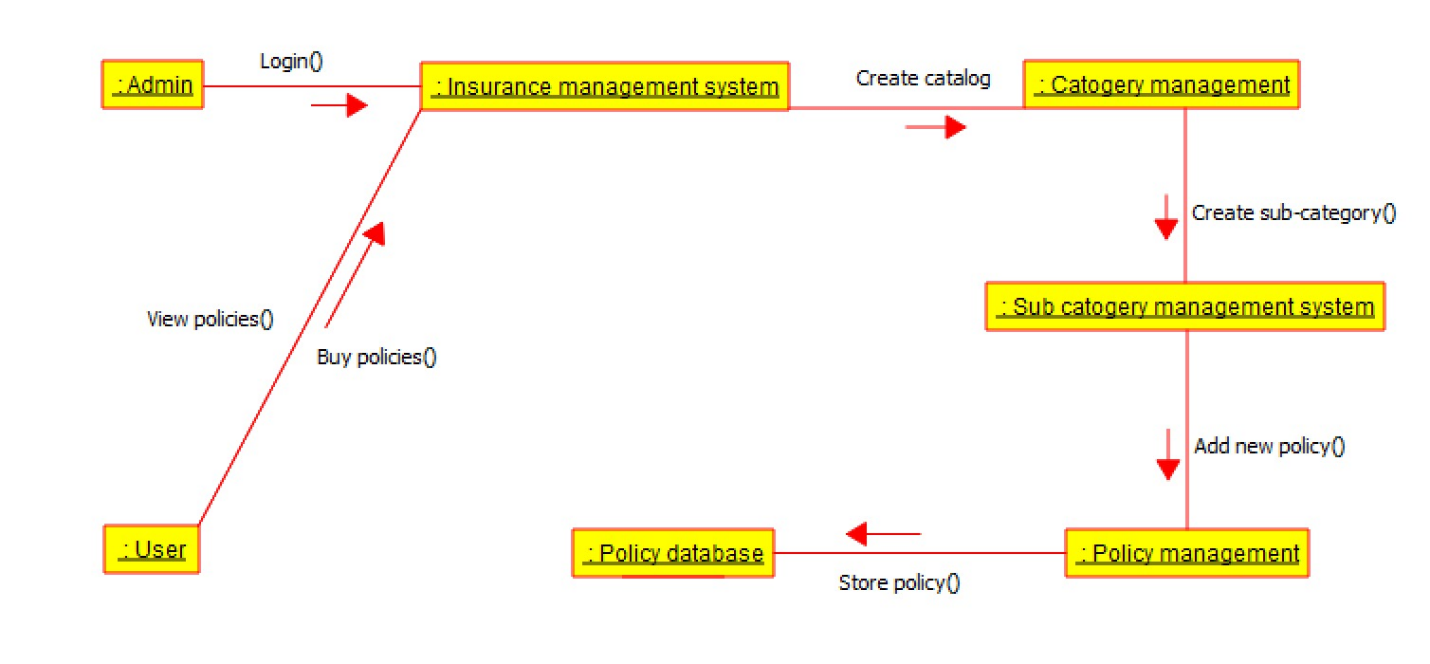 Login()
: Admin
: Insurance management system
Create catalog
: Catogery management
Create sub-category()
: Sub catogery management system
View policies()
Buy policies()
Add new policy()
: User
: Policy database
: Policy management
Store policy()